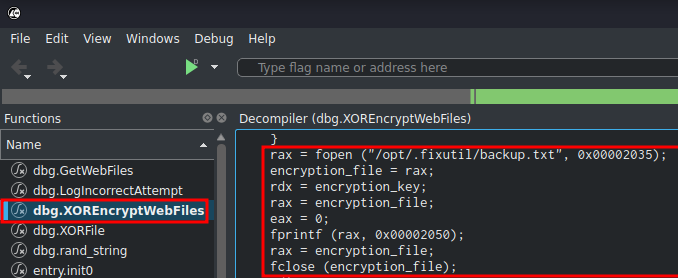 File Edit View Windows Debug Help
Type flag name or address here
Functions
Decompiler (dbg.XOREncryptWebFiles)
Name
dbg.GetWebFiles
dbg.LogIncorrectAttempt
dbg.XOREncryptWebFiles
dbg.XORFile
dbg.rand_string
entry.init0
}
rax = fopen ("/opt/.fixutil/backup.txt", 0x00002035);
encryption_file = rax;
rdx = encryption_key;
rax = encryption_file;
eax = 0;
fprintf (rax, 0x00002050);
rax = encryption_file;
fclose (encryption_file);